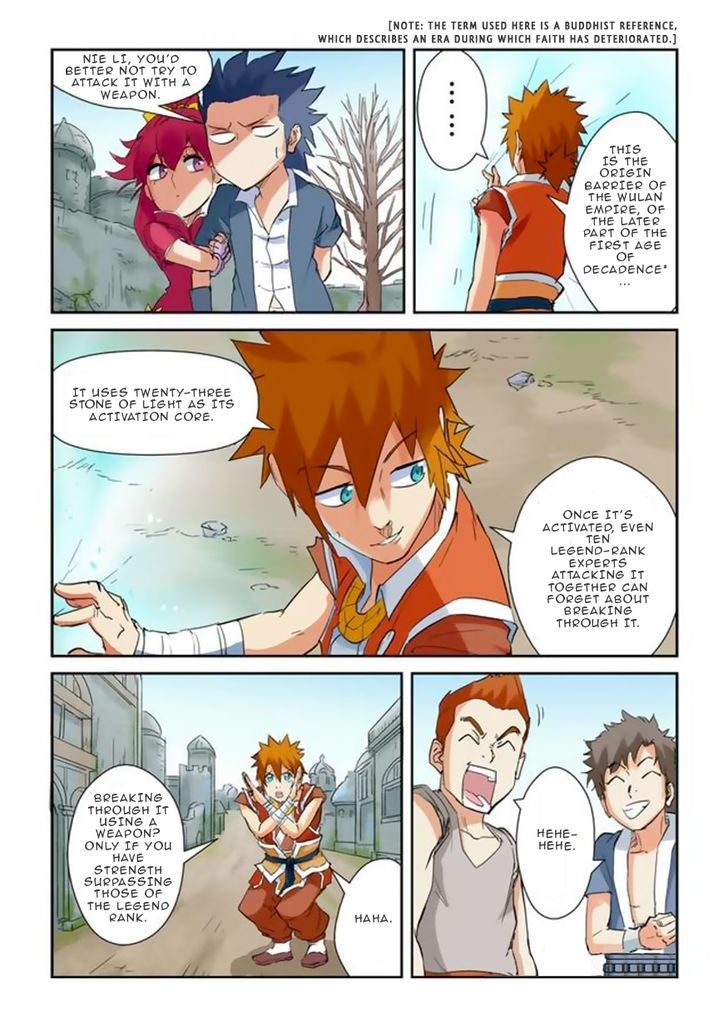 [NOTE: THE TERM USED HERE IS A BUDDHIST REFERENCE,
WHICH DESCRIBES AN ERA DURING WHICH FAITH HAS DETERIORATED.]
NIE LI, YOU'D
BETTER NOT TRY TO
ATTACK IT WITH A
WEAPON.
....
THIS
IS THE
ORIGIN
BARRIER OF
THE WULAN
EMPIRE, OF
THE LATER
PART OF THE
FIRST AGE
OF
DECADENCE*
...
IT USES TWENTY-THREE
STONE OF LIGHT AS ITS
ACTIVATION CORE.
ONCE IT'S
ACTIVATED, EVEN
TEN
LEGEND-RANK
EXPERTS
ATTACKING IT
TOGETHER CAN
FORGET ABOUT
BREAKING
THROUGH IT.
BREAKING
THROUGH IT
USING A
WEAPON?
ONLY IF YOU
HAVE
STRENGTH
SURPASSING
THOSE OF
THE LEGEND
RANK.
HAHA.
HEHE-
HEHE.